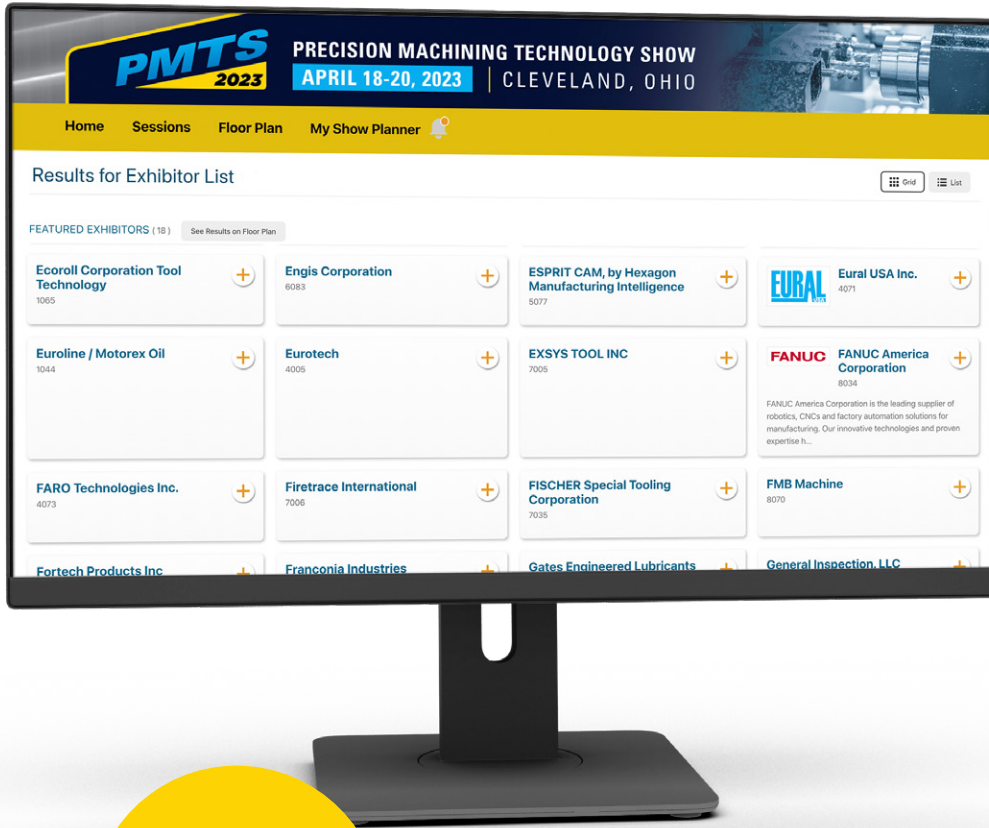 PMTS
2023
PRECISION MACHINING TECHNOLOGY SHOW
APRIL 18-20, 2023 | CLEVELAND, OHIO
Home Sessions Floor Plan My Show Planner
Results for Exhibitor List
Grid List
FEATURED EXHIBITORS (18) See Results on Floor Plan
Ecoroll Corporation Tool
Technology
1065
Engis Corporation
6083
ESPRIT CAM, by Hexagon
Manufacturing Intelligence
5077
EURAL
USA
Eural USA Inc.
4071
Euroline / Motorex Oil
1044
Eurotech
4005
EXSYS TOOL INC
7005
FANUC
FANUC America
Corporation
8034
FANUC America Corporation is the leading supplier of
robotics, CNCs and factory automation solutions for
manufacturing. Our innovative technologies and proven
expertise h...
FARO Technologies Inc.
4073
Firetrace International
7006
FISCHER Special Tooling
Corporation
7035
FMB Machine
8070
Fortech Products Inc
Franconia Industries
Gates Engineered Lubricants
General Inspection, LLC